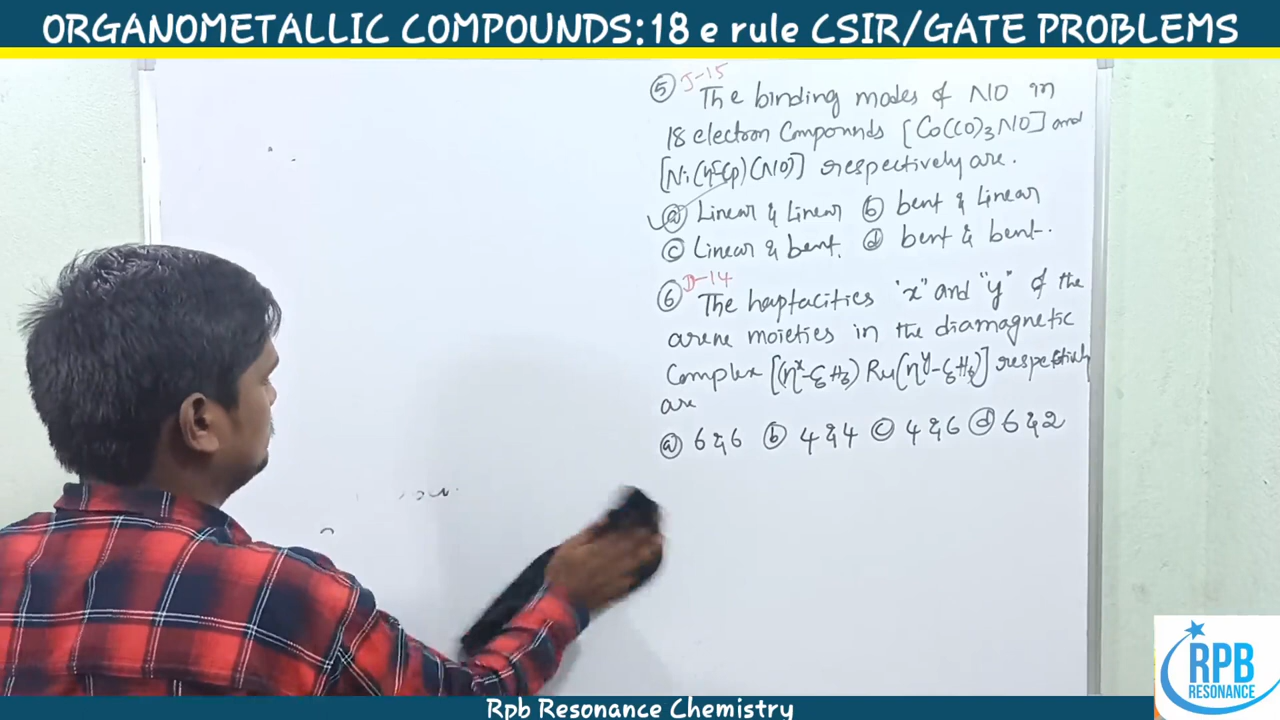 ORGANOMETALLIC COMPOUNDS:18 e rule CSIR/GATE PROBLEMS
⑤ J-15
The binding modes of NO in
18 electron Compounds [Co(CO)₃NO] and
[Ni(η⁵-Cp)(NO)] respectively are.
ⓐ Linear & Linear ⓑ bent & Linear
ⓒ Linear & bent. ⓓ bent & bent.
⑥ D-14
The haptacities "x" and "y" of the
arene moieties in the diamagnetic
Complex [(ηˣ-C₆H₆) Ru(ηʸ-C₆H₆)] respectively
are
ⓐ 6 & 6 ⓑ 4 & 4 ⓒ 4 & 6 ⓓ 6 & 2
RPB
RESONANCE
Rpb Resonance Chemistry